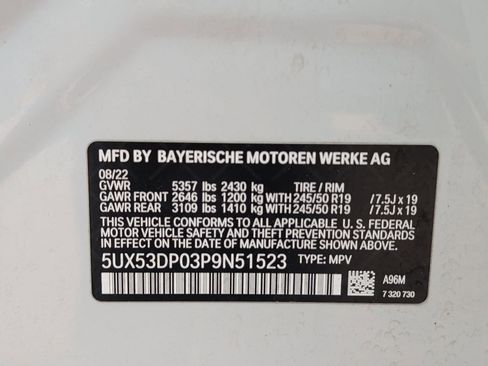 MFD BY BAYERISCHE MOTOREN WERKE AG
08/22
GVWR 5357 lbs 2430 kg TIRE / RIM
GAWR FRONT 2646 lbs 1200 kg WITH 245/50 R19 / 7.5J x 19
GAWR REAR 3109 lbs 1410 kg WITH 245/50 R19 / 7.5J x 19
THIS VEHICLE CONFORMS TO ALL APPLICABLE U. S. FEDERAL
MOTOR VEHICLE SAFETY, BUMPER, AND THEFT PREVENTION
STANDARDS IN EFFECT ON THE DATE OF MANUFACTURE SHOWN ABOVE.
5UX53DP03P9N51523 TYPE: MPV
A96M
7 320 730